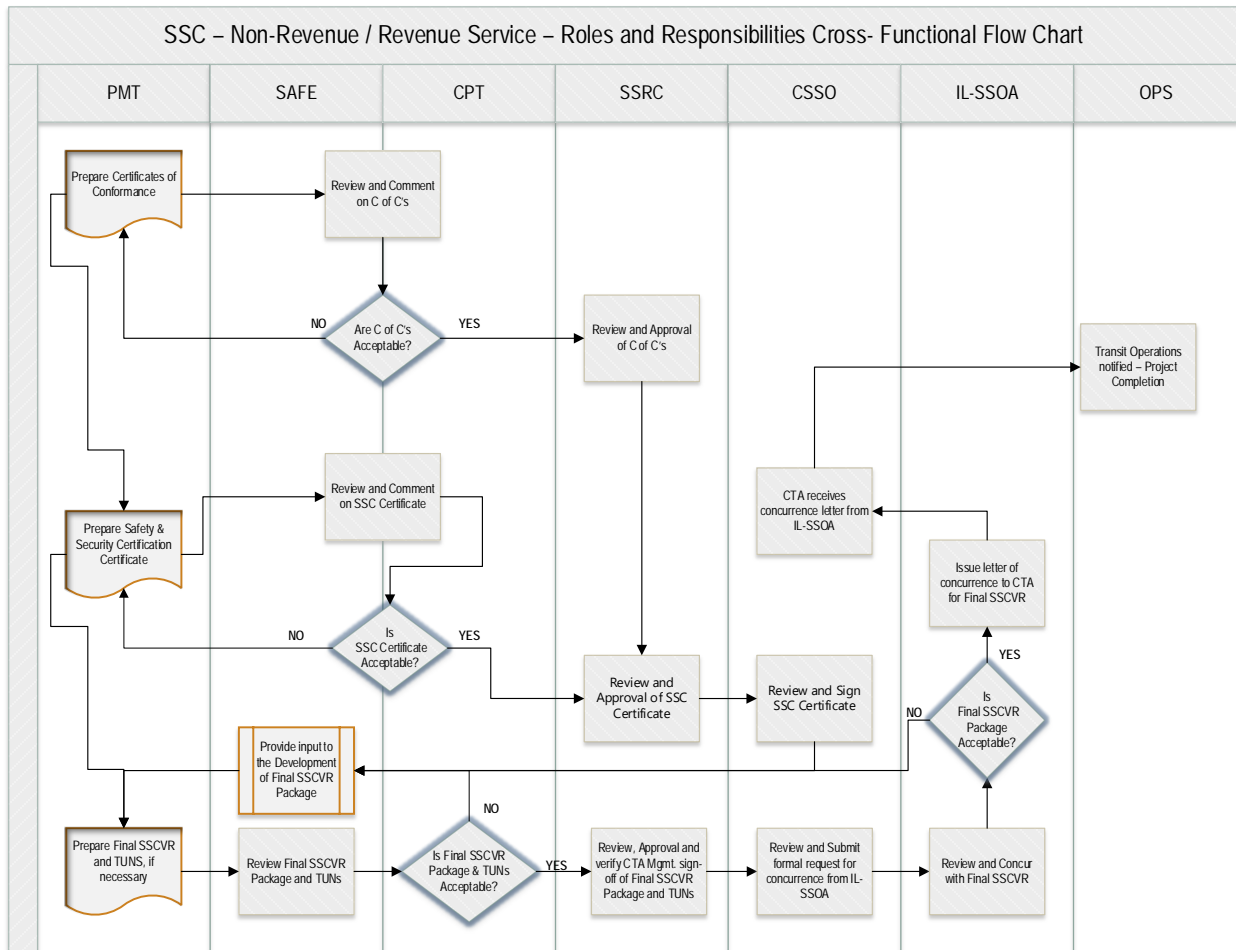 SSC – Non-Revenue / Revenue Service – Roles and Responsibilities Cross- Functional Flow Chart
PMT
SAFE
CPT
SSRC
CSSO
IL-SSOA
OPS
Prepare Certificates of
Conformance
Review and Comment
on C of C's
NO
Are C of C's
Acceptable?
YES
Review and Approval
of C of C's
Transit Operations
notified – Project
Completion
Review and Comment
on SSC Certificate
CTA receives
concurrence letter from
IL-SSOA
Prepare Safety &
Security Certification
Certificate
Issue letter of
concurrence to CTA
for Final SSCVR
NO
Is
SSC Certificate
Acceptable?
YES
YES
Review and
Approval of SSC
Certificate
Review and Sign
SSC Certificate
NO
Is
Final SSCVR
Package
Acceptable?
Provide input to
the Development
of Final SSCVR
Package
NO
Prepare Final SSCVR
and TUNS, if
necessary
Review Final SSCVR
Package and TUNs
Is Final SSCVR
Package & TUNs
Acceptable?
YES
Review, Approval and
verify CTA Mgmt. sign-
off of Final SSCVR
Package and TUNs
Review and Submit
formal request for
concurrence from IL-
SSOA
Review and Concur
with Final SSCVR